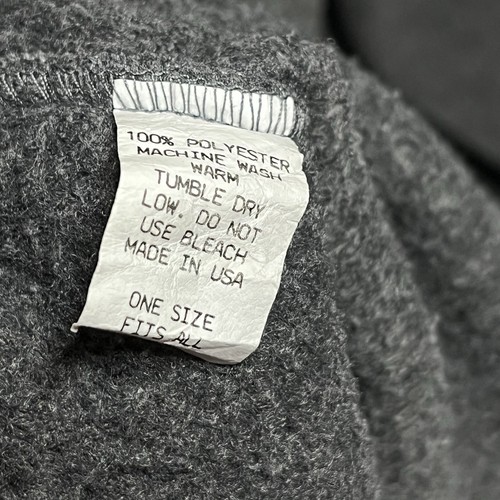 100% POLYESTER
MACHINE WASH
WARM
TUMBLE DRY
LOW. DO NOT
USE BLEACH
MADE IN USA
ONE SIZE
FITS ALL